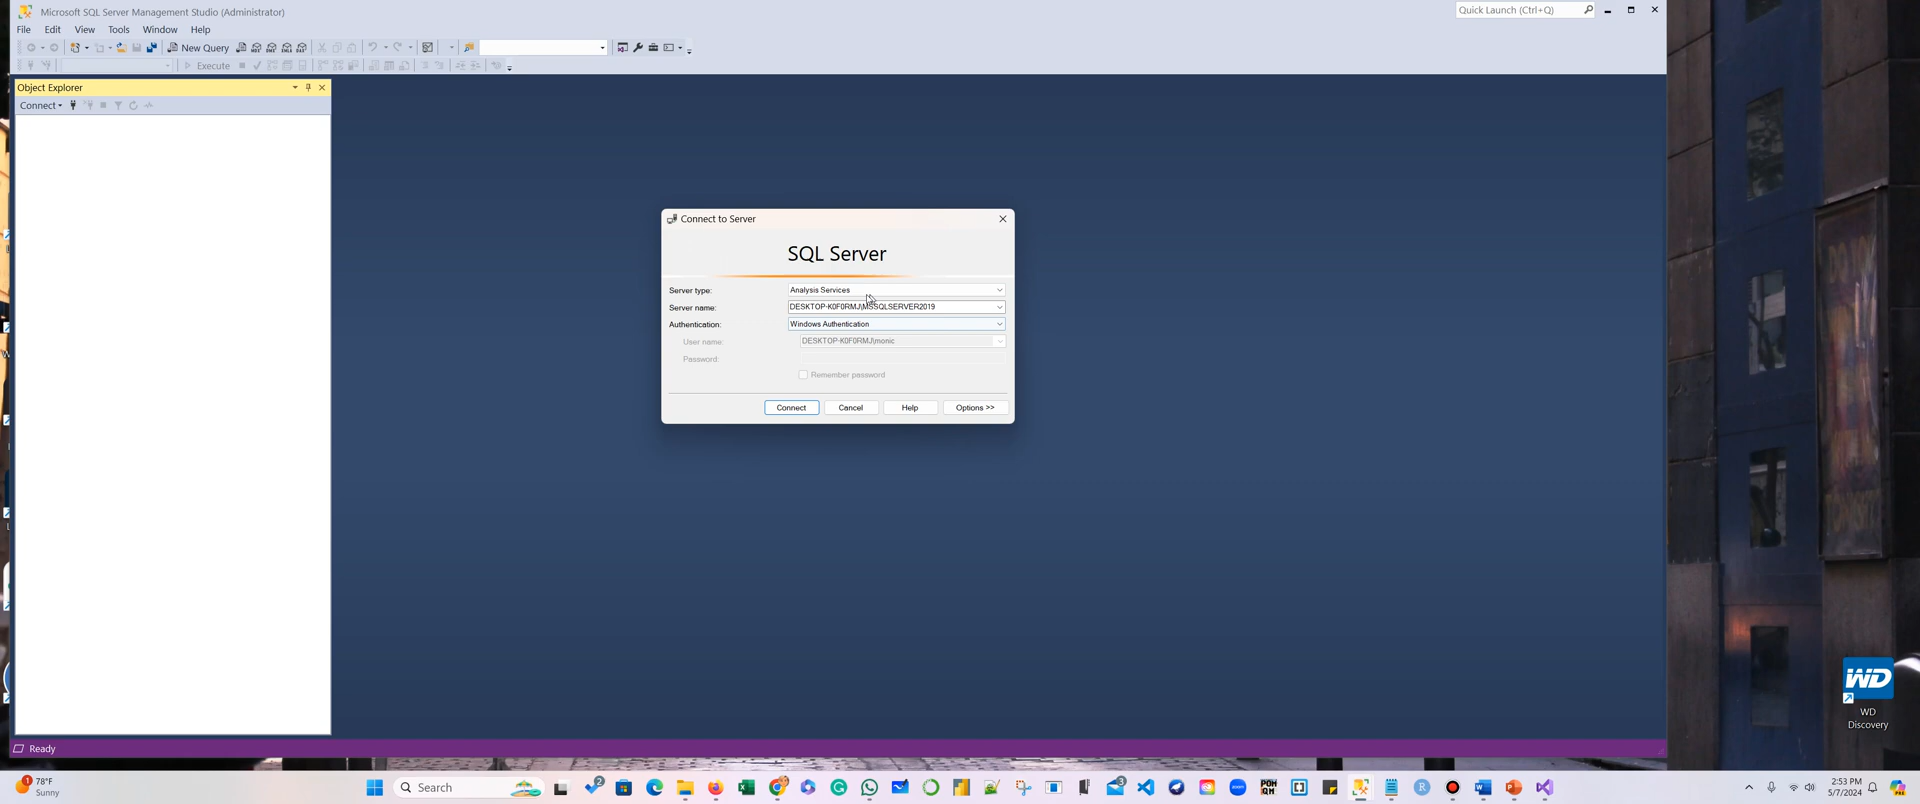 Microsoft SQL Server Management Studio (Administrator)
Quick Launch (Ctrl+Q)
File Edit View Tools Window Help
New Query
Execute
Object Explorer
Connect
Connect to Server
SQL Server
Server type: Analysis Services
Server name: DESKTOP-K0F0RMJ\MSSQLSERVER2019
Authentication: Windows Authentication
User name: DESKTOP-K0F0RMJ\monic
Password:
Remember password
Connect Cancel Help Options >>
WD
WD
Discovery
Ready
1 78°F
Sunny
Search
2
3
2:53 PM
5/7/2024